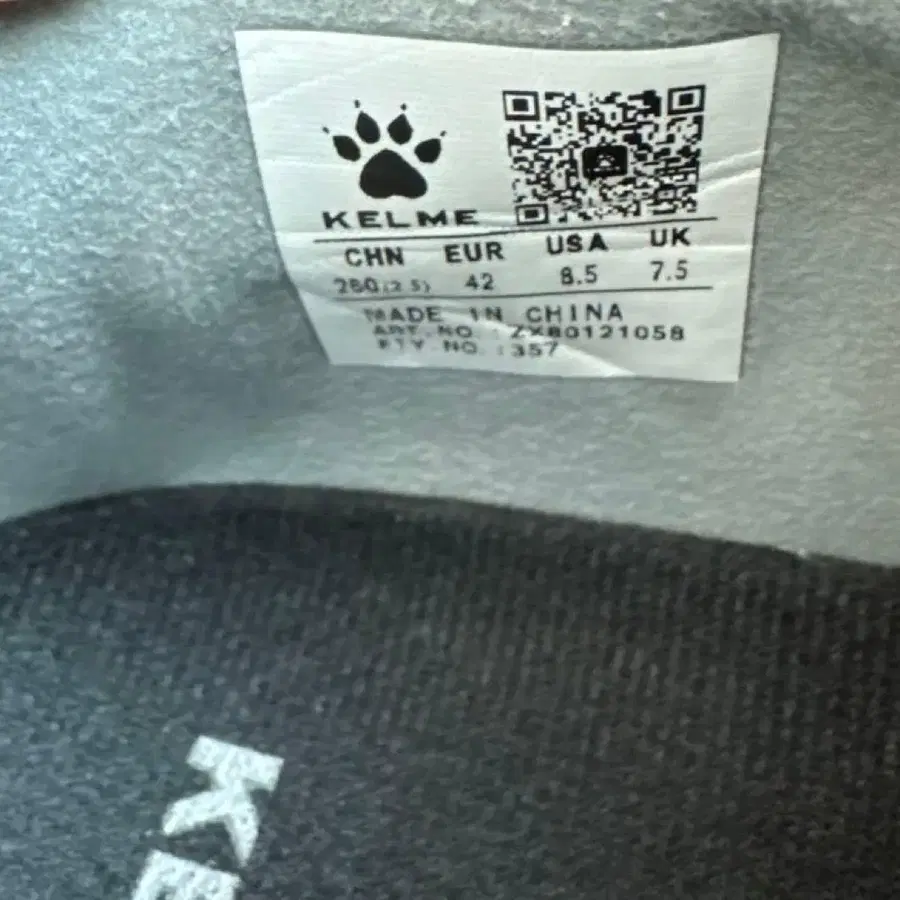 KELME
CHN EUR USA UK
260(2.5) 42 8.5 7.5
MADE IN CHINA
ART.NO.:ZX80121058
FTY.NO.:357
KE